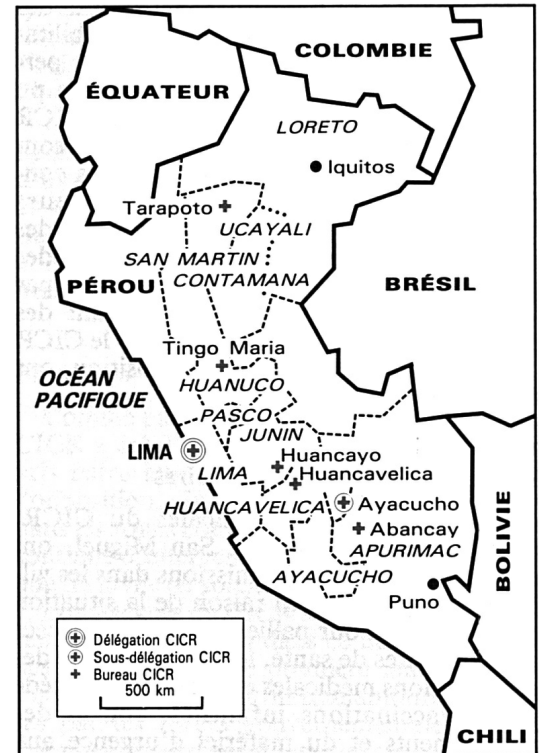 COLOMBIE
ÉQUATEUR
LORETO
Iquitos
Tarapoto
UCAYALI
SAN MARTIN
CONTAMANA
PÉROU
BRÉSIL
Tingo Maria
HUANUCO
OCÉAN
PACIFIQUE
PASCO
JUNIN
LIMA
Huancayo
LIMA
Huancavelica
HUANCAVELICA
Ayacucho
Abancay
APURIMAC
AYACUCHO
BOLIVIE
Puno
Délégation CICR
Sous-délégation CICR
Bureau CICR
500 km
CHILI